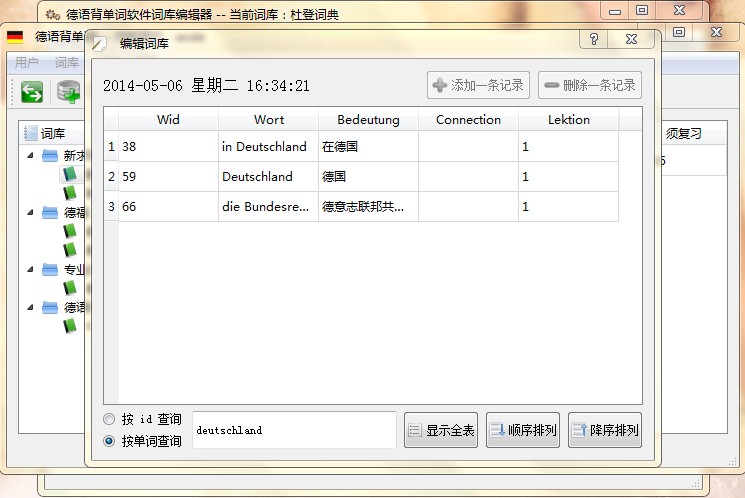 德语背单词软件词库编辑器 -- 当前词库：杜登词典
德语背单
编辑词库
用户 词库
2014-05-06 星期二 16:34:21
添加一条记录
删除一条记录
词库
须复习
Wid Wort Bedeutung Connection Lektion
1 38 in Deutschland 在德国 1
2 59 Deutschland 德国 1
3 66 die Bundesre... 德意志联邦共... 1
5
新求
德福
专业
德语
按 id 查询
按单词查询
deutschland
显示全表
顺序排列
降序排列